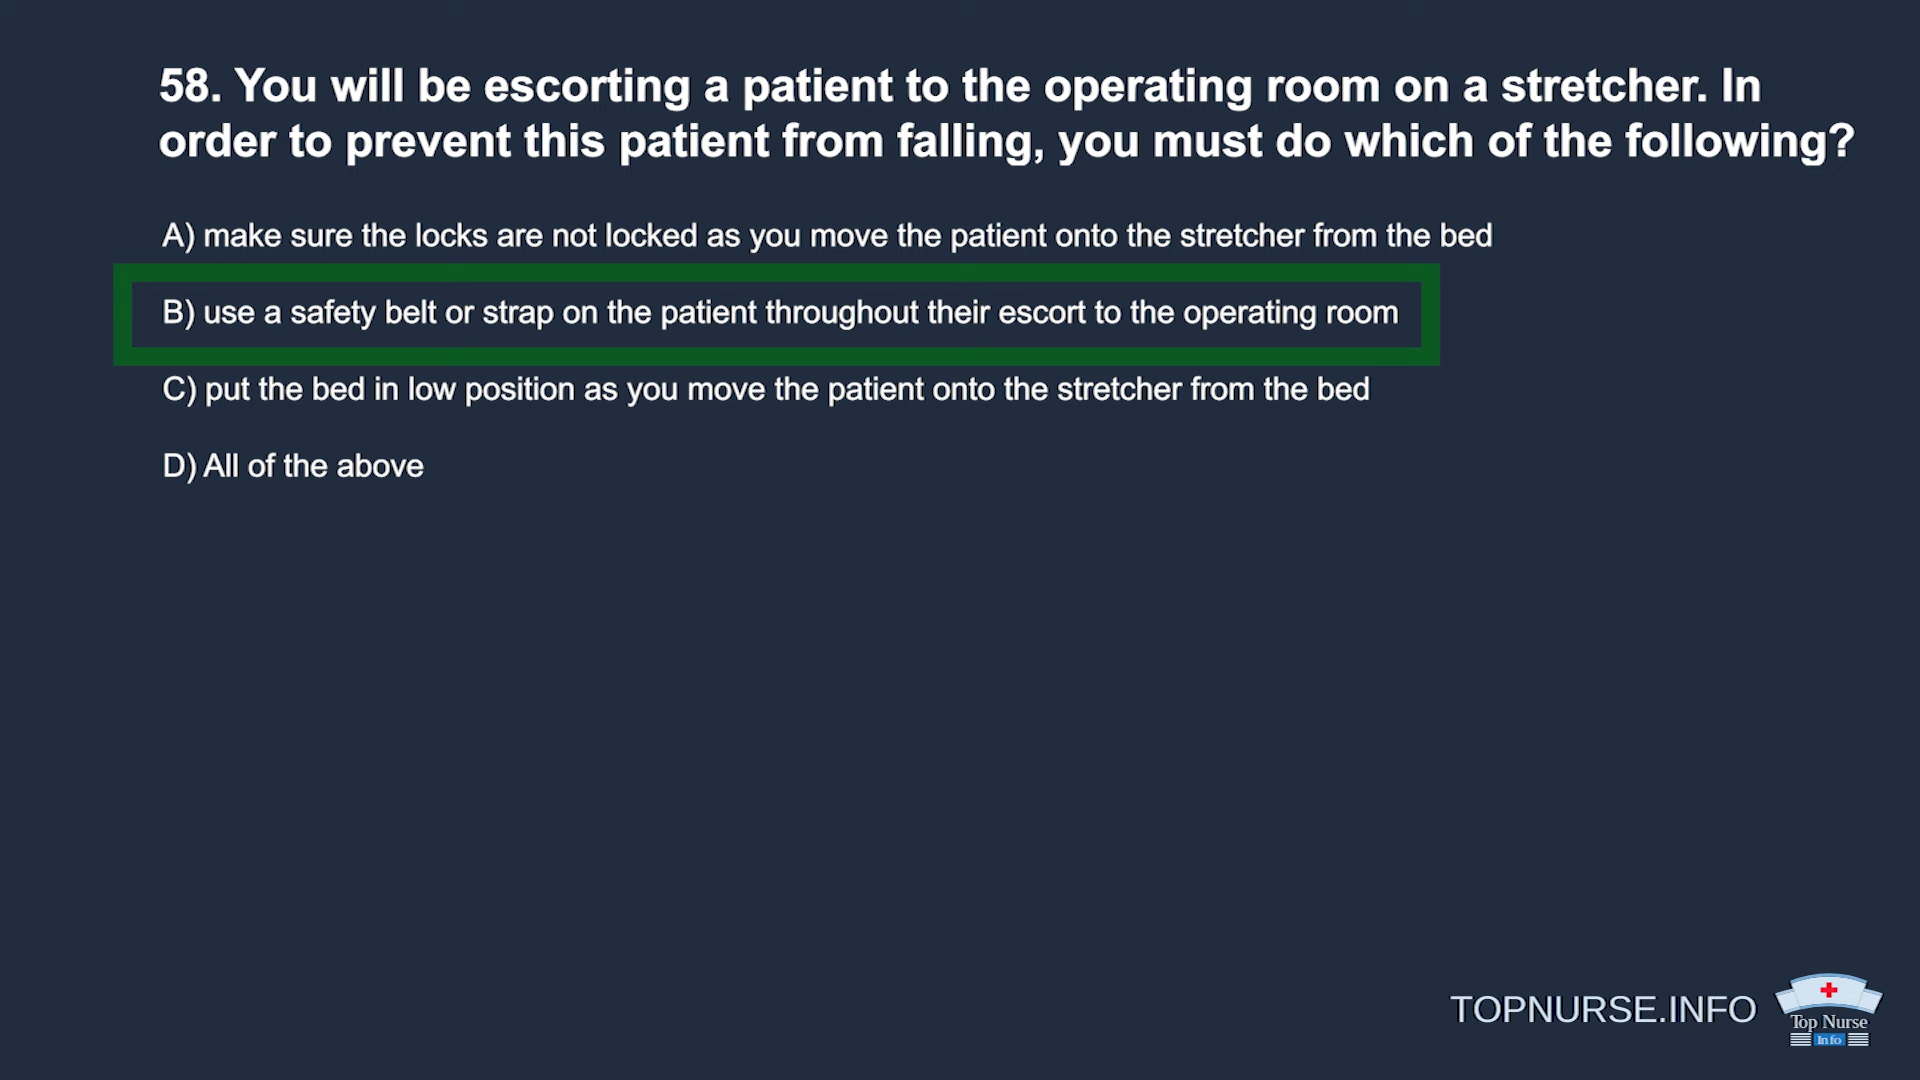 58. You will be escorting a patient to the operating room on a stretcher. In
order to prevent this patient from falling, you must do which of the following?
A) make sure the locks are not locked as you move the patient onto the stretcher from the bed
B) use a safety belt or strap on the patient throughout their escort to the operating room
C) put the bed in low position as you move the patient onto the stretcher from the bed
D) All of the above
TOPNURSE.INFO
Top Nurse
Info